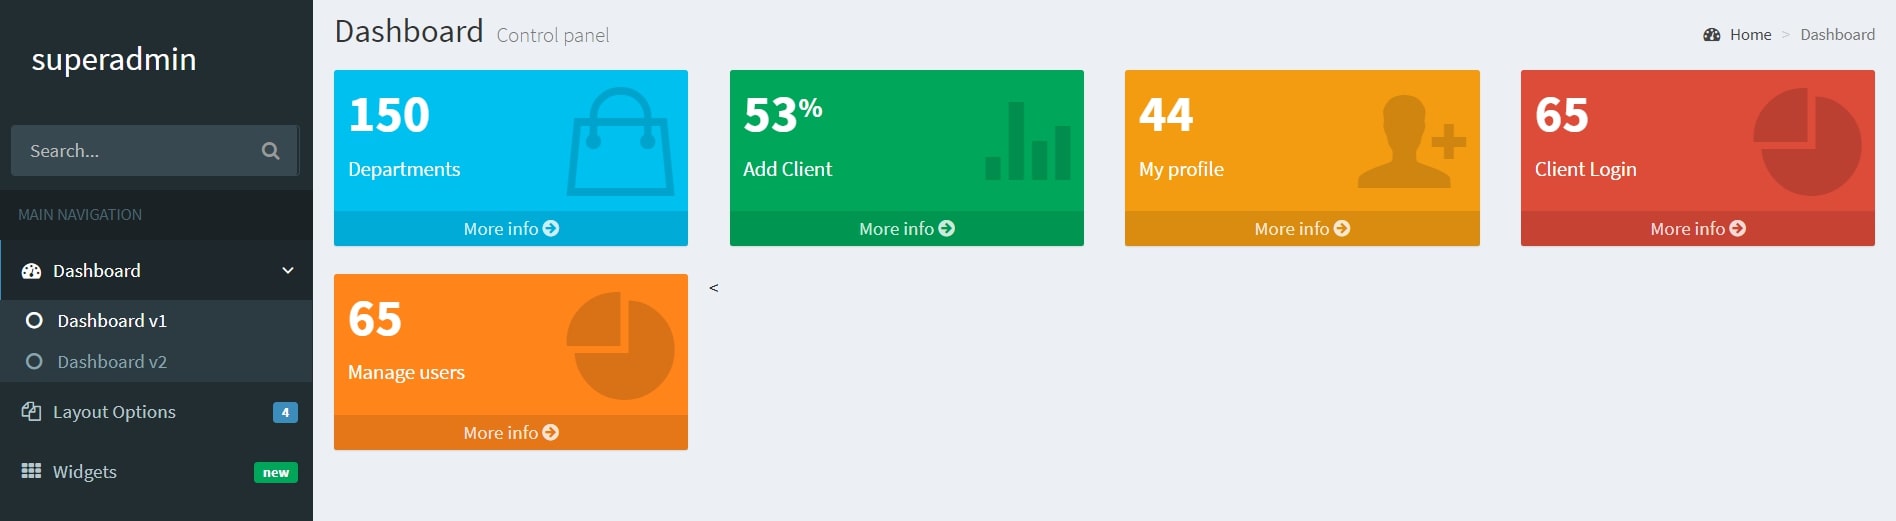 superadmin
Search...
MAIN NAVIGATION
Dashboard
Dashboard v1
Dashboard v2
Layout Options 4
Widgets new
Dashboard Control panel
Home > Dashboard
150
Departments
More info
53%
Add Client
More info
44
My profile
More info
65
Client Login
More info
65
Manage users
More info
<